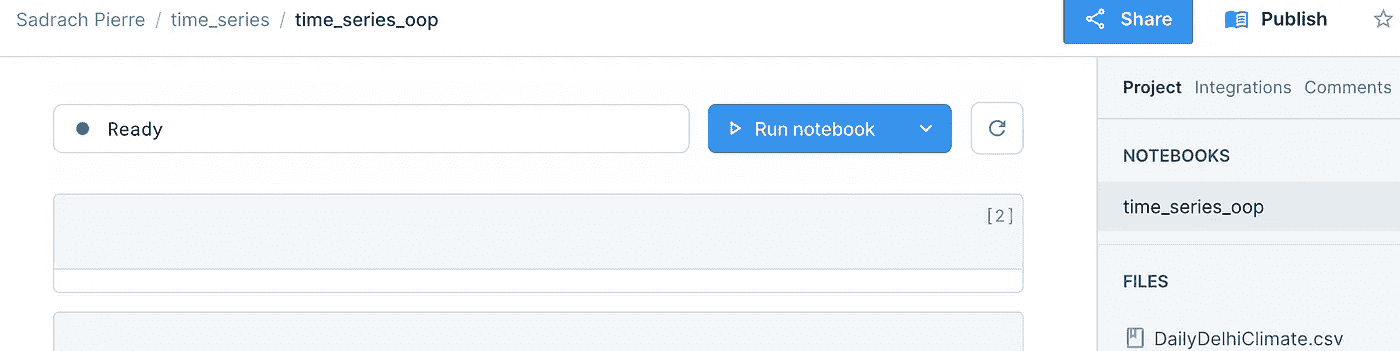 Sadrach Pierre / time_series / time_series_oop
Share
Publish
Ready
Run notebook
[2]
Project Integrations Comments
NOTEBOOKS
time_series_oop
FILES
DailyDelhiClimate.csv